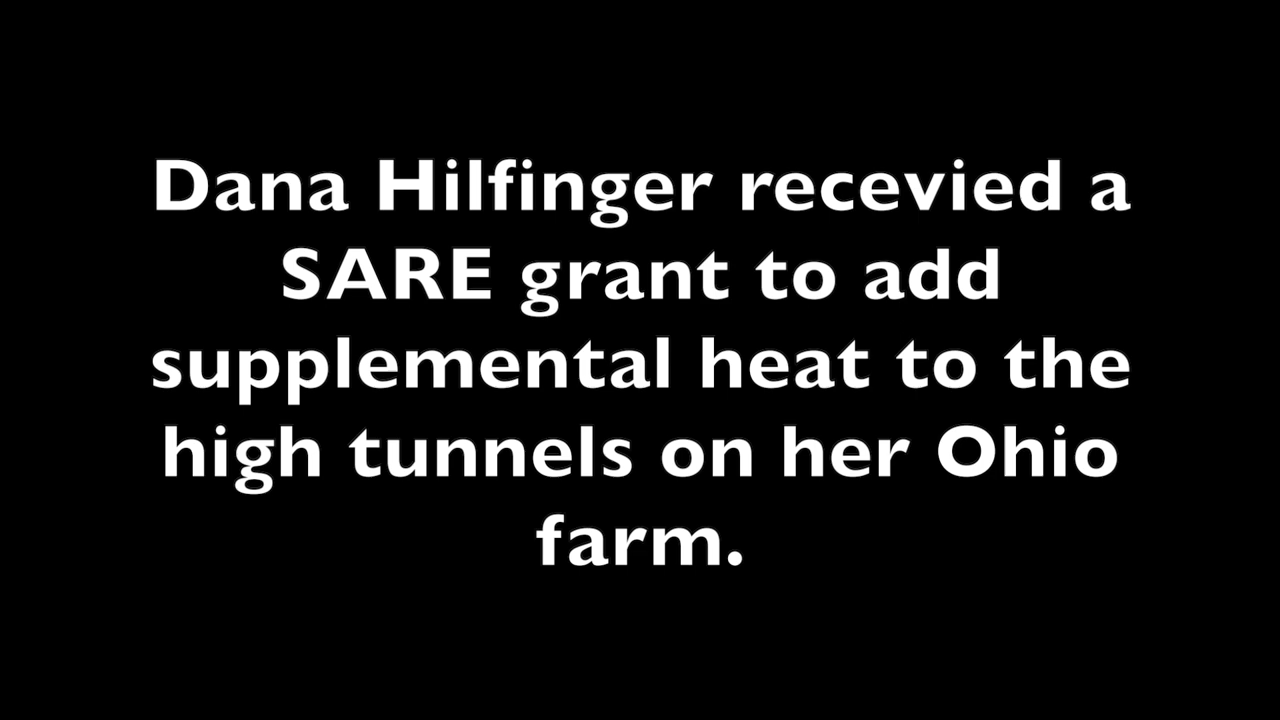 Dana Hilfinger recevied a
SARE grant to add
supplemental heat to the
high tunnels on her Ohio
farm.